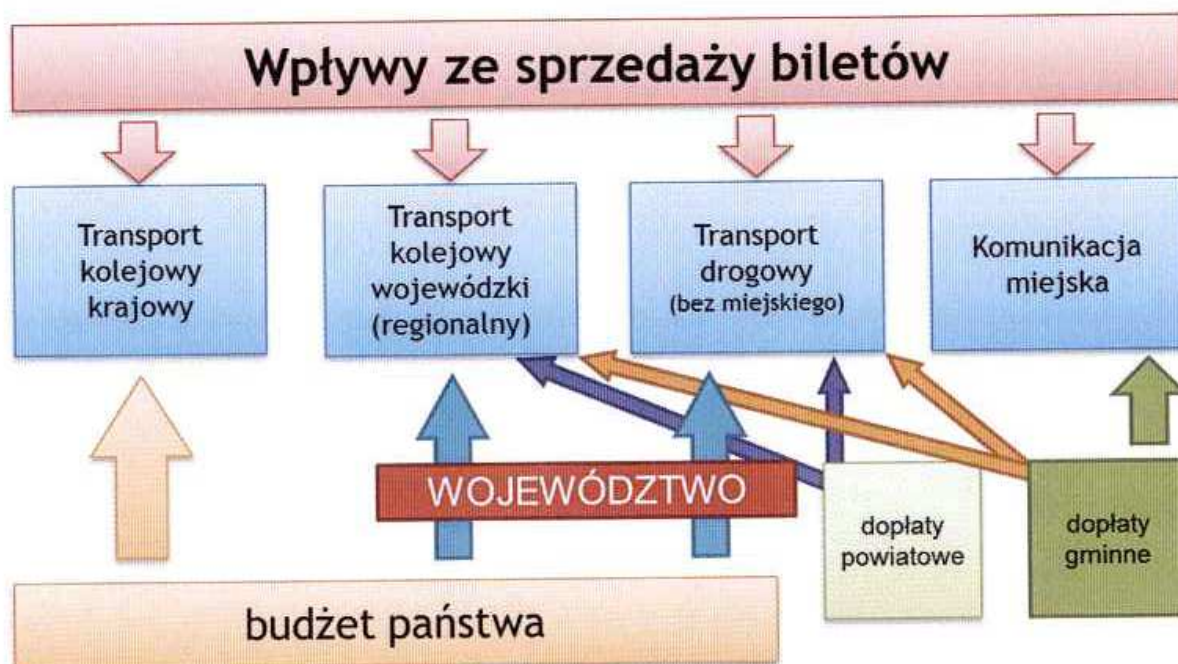 Wpływy ze sprzedaży biletów
Transport
kolejowy
krajowy
Transport
kolejowy
wojewódzki
(regionalny)
Transport
drogowy
(bez miejskiego)
Komunikacja
miejska
WOJEWÓDZTWO
dopłaty
powiatowe
dopłaty
gminne
budżet państwa